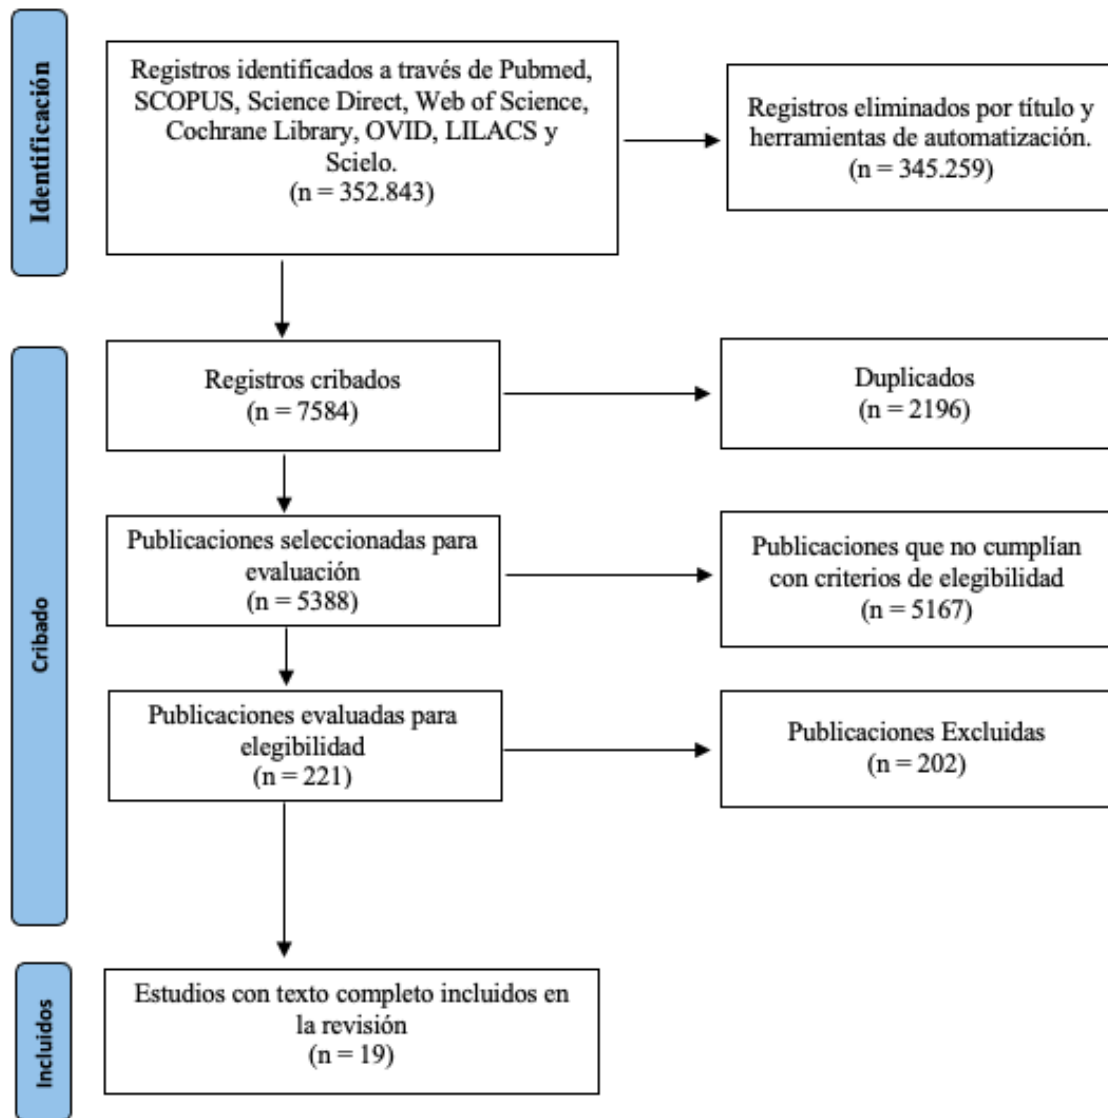 Identificación
Registros identificados a través de Pubmed,
SCOPUS, Science Direct, Web of Science,
Cochrane Library, OVID, LILACS y
Scielo.
(n = 352.843)
Registros eliminados por título y
herramientas de automatización.
(n = 345.259)
Cribado
Registros cribados
(n = 7584)
Duplicados
(n = 2196)
Publicaciones seleccionadas para
evaluación
(n = 5388)
Publicaciones que no cumplían
con criterios de elegibilidad
(n = 5167)
Publicaciones evaluadas para
elegibilidad
(n = 221)
Publicaciones Excluidas
(n = 202)
Incluidos
Estudios con texto completo incluidos en
la revisión
(n = 19)